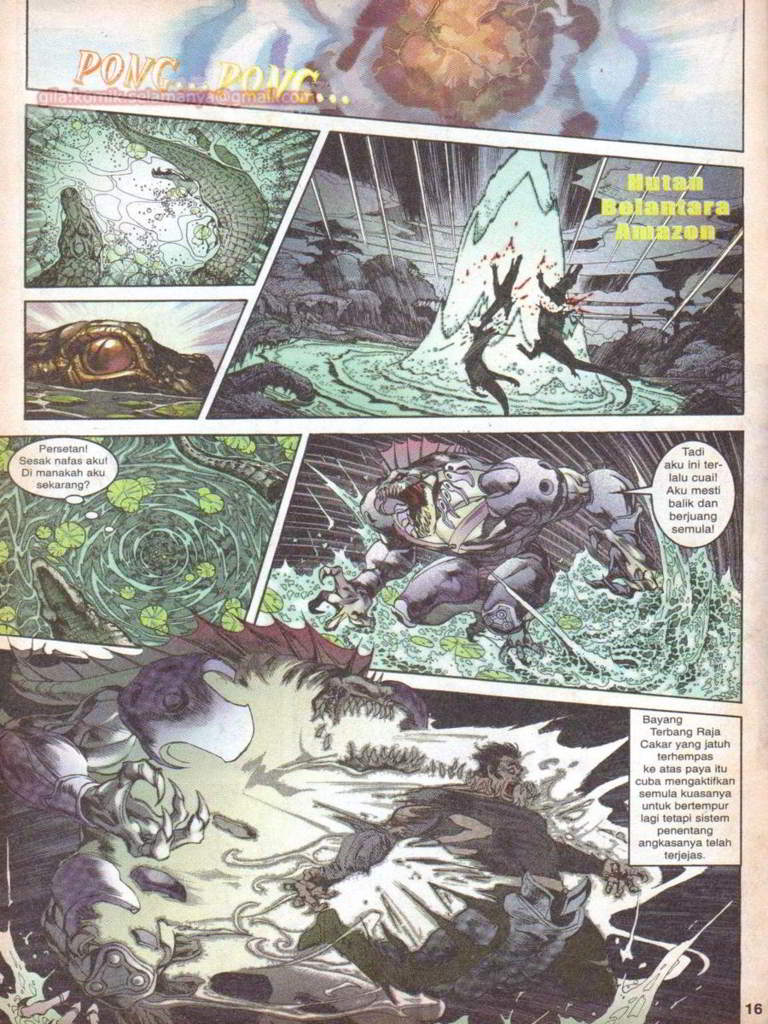 PONG... PONG...
gila.komik.selamanya@gmail.com
Hutan
Belantara
Amazon
Persetan!
Sesak nafas aku!
Di manakah aku
sekarang?
Tadi
aku ini ter-
lalu cuai!
Aku mesti
balik dan
berjuang
semula!
Bayang
Terbang Raja
Cakar yang jatuh
terhempas
ke atas paya itu
cuba mengaktifkan
semula kuasanya
untuk bertempur
lagi tetapi sistem
penentang
angkasanya telah
terjejas.
16